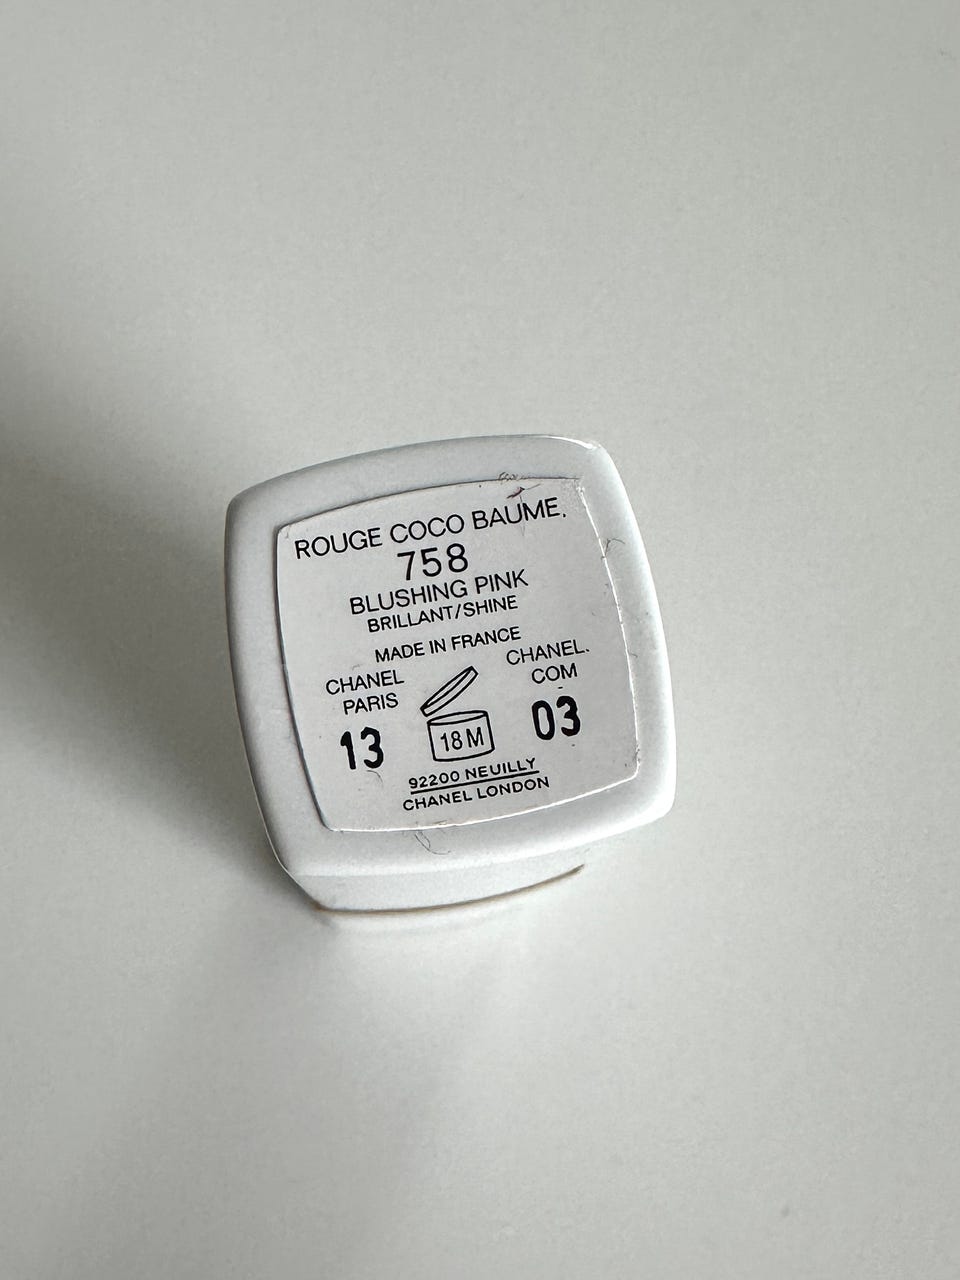 ROUGE COCO BAUME.
758
BLUSHING PINK
BRILLANT/SHINE
MADE IN FRANCE
CHANEL
PARIS
CHANEL.
COM
13
18 M
03
92200 NEUILLY
CHANEL LONDON